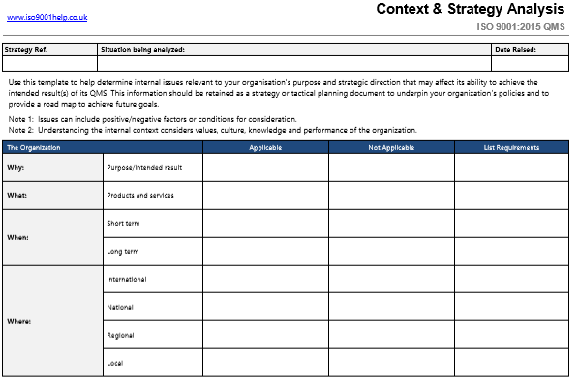 Context & Strategy Analysis
www.iso9001help.co.uk
ISO 9001:2015 QMS
Strategy Ref. Situation being analyzed: Date Raised:
Use this template to help determine internal issues relevant to your organisation's purpose and strategic direction that may affect its ability to achieve the
intended result(s) of its QMS This information should be retained as a strategy or tactical planning document to underpin your organization's policies and to
provide a road map to achieve future goals.
Note 1: Issues can include positive/negative factors or conditions for consideration.
Note 2: Understanding the internal context considers values, culture, knowledge and performance of the organization.
The Organization Applicable Not Applicable List Requirements
Why: Purpose/Intended result
What: Products and services
When: Short term
Long term
Where: International
National
Regional
Local